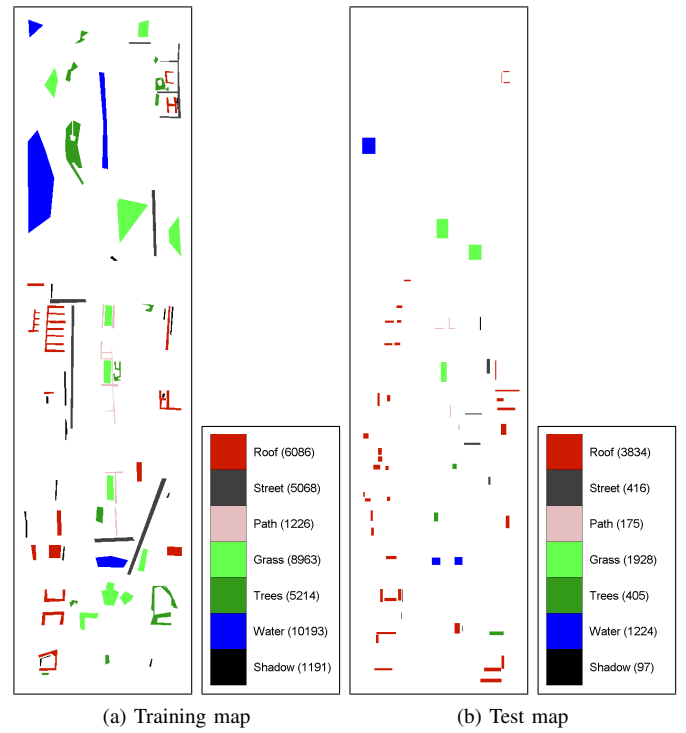 Roof (6086)
Street (5068)
Path (1226)
Grass (8963)
Trees (5214)
Water (10193)
Shadow (1191)
(a) Training map
Roof (3834)
Street (416)
Path (175)
Grass (1928)
Trees (405)
Water (1224)
Shadow (97)
(b) Test map